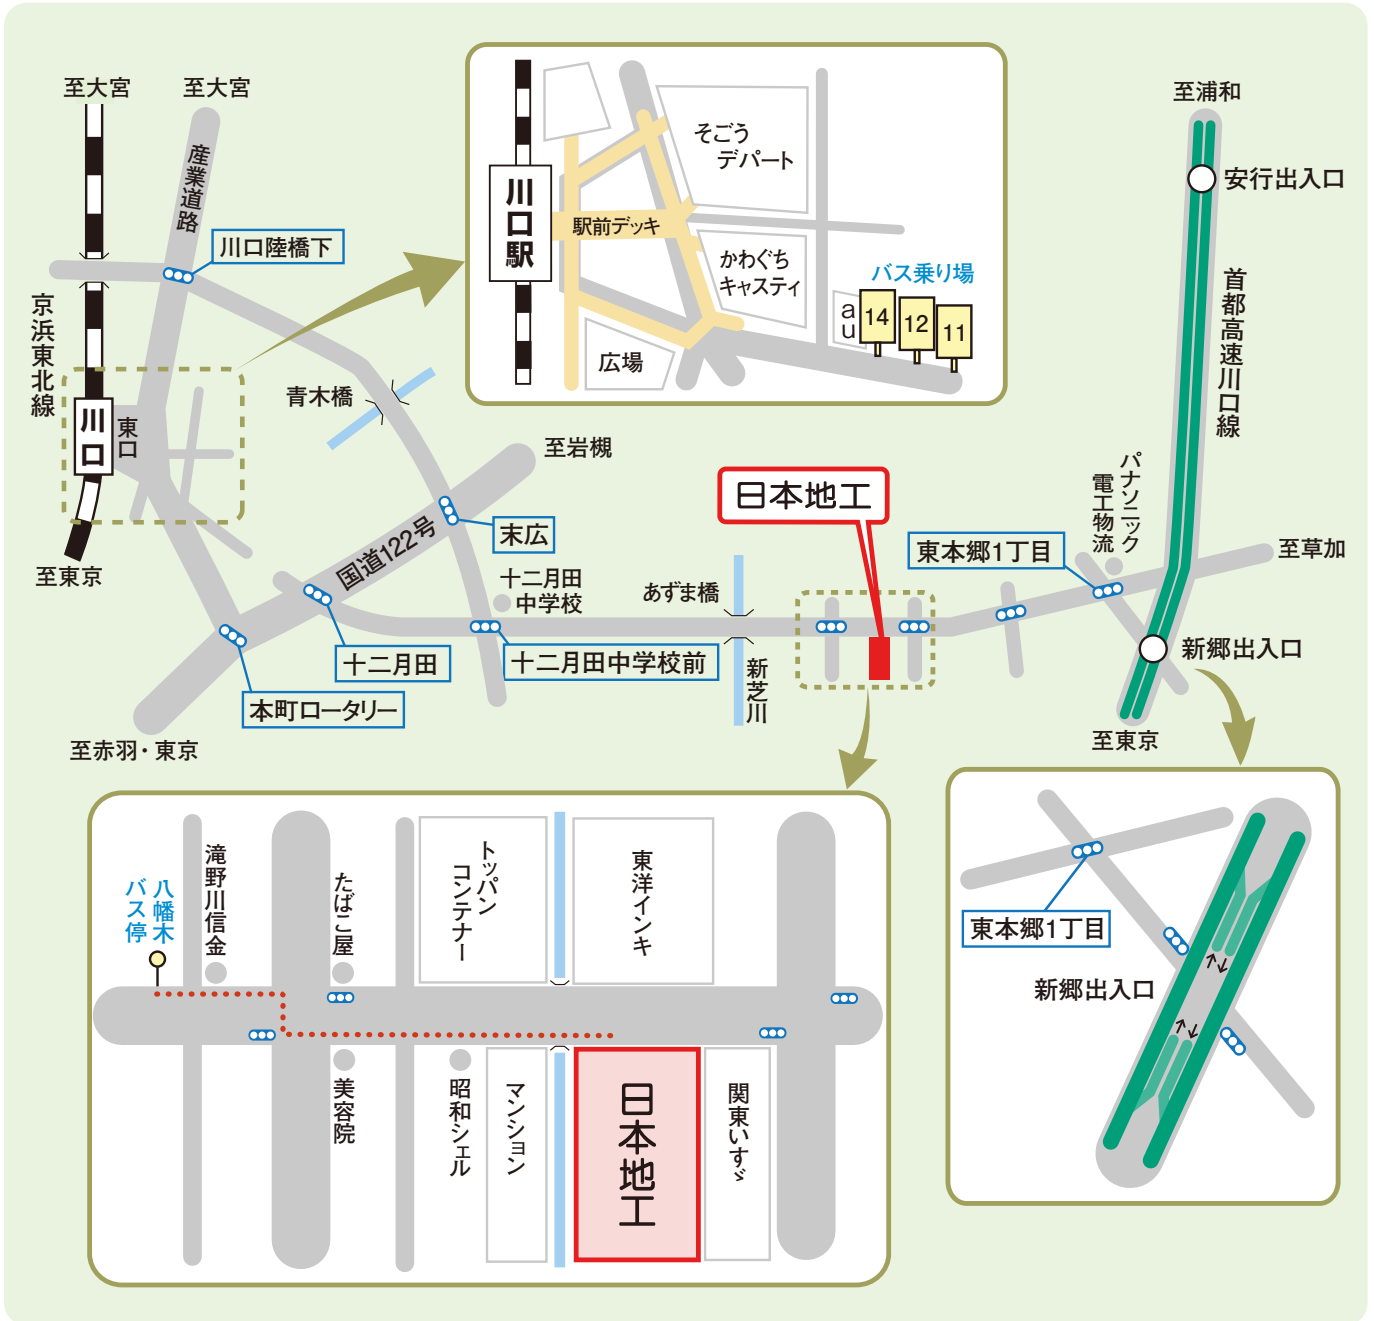 至大宮
至大宮
産業道路
川口陸橋下
京浜東北線
川口
東口
至東京
青木橋
至岩槻
国道122号
末広
十二月田
中学校
十二月田
十二月田中学校前
本町ロータリー
至赤羽・東京
川口駅
駅前デッキ
そごう
デパート
かわぐち
キャスティ
広場
バス乗り場
au
14
12
11
至浦和
安行出入口
首都高速川口線
パナソニック
電工物流
東本郷1丁目
至草加
新郷出入口
至東京
日本地工
あずま橋
新芝川
八幡木
バス停
滝野川信金
たばこ屋
トッパン
コンテナー
東洋インキ
美容院
昭和シェル
マンション
日本地工
関東いすゞ
東本郷1丁目
新郷出入口